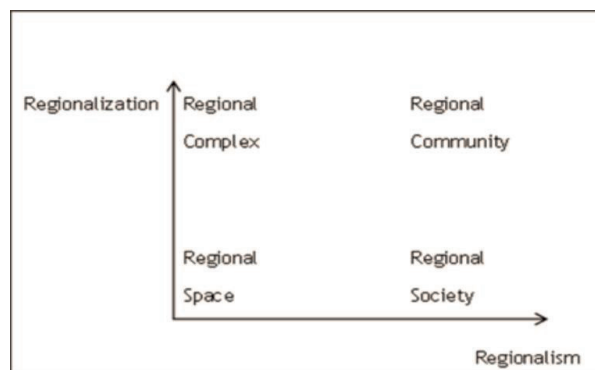 Regionalization
Regional
Complex
Regional
Community
Regional
Space
Regional
Society
Regionalism